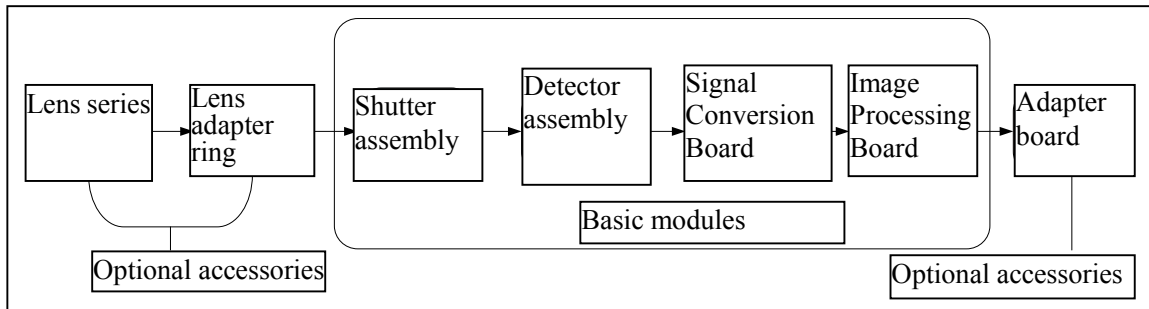 Lens series
Lens
adapter
ring
Shutter
assembly
Detector
assembly
Signal
Conversion
Board
Image
Processing
Board
Adapter
board
Basic modules
Optional accessories
Optional accessories